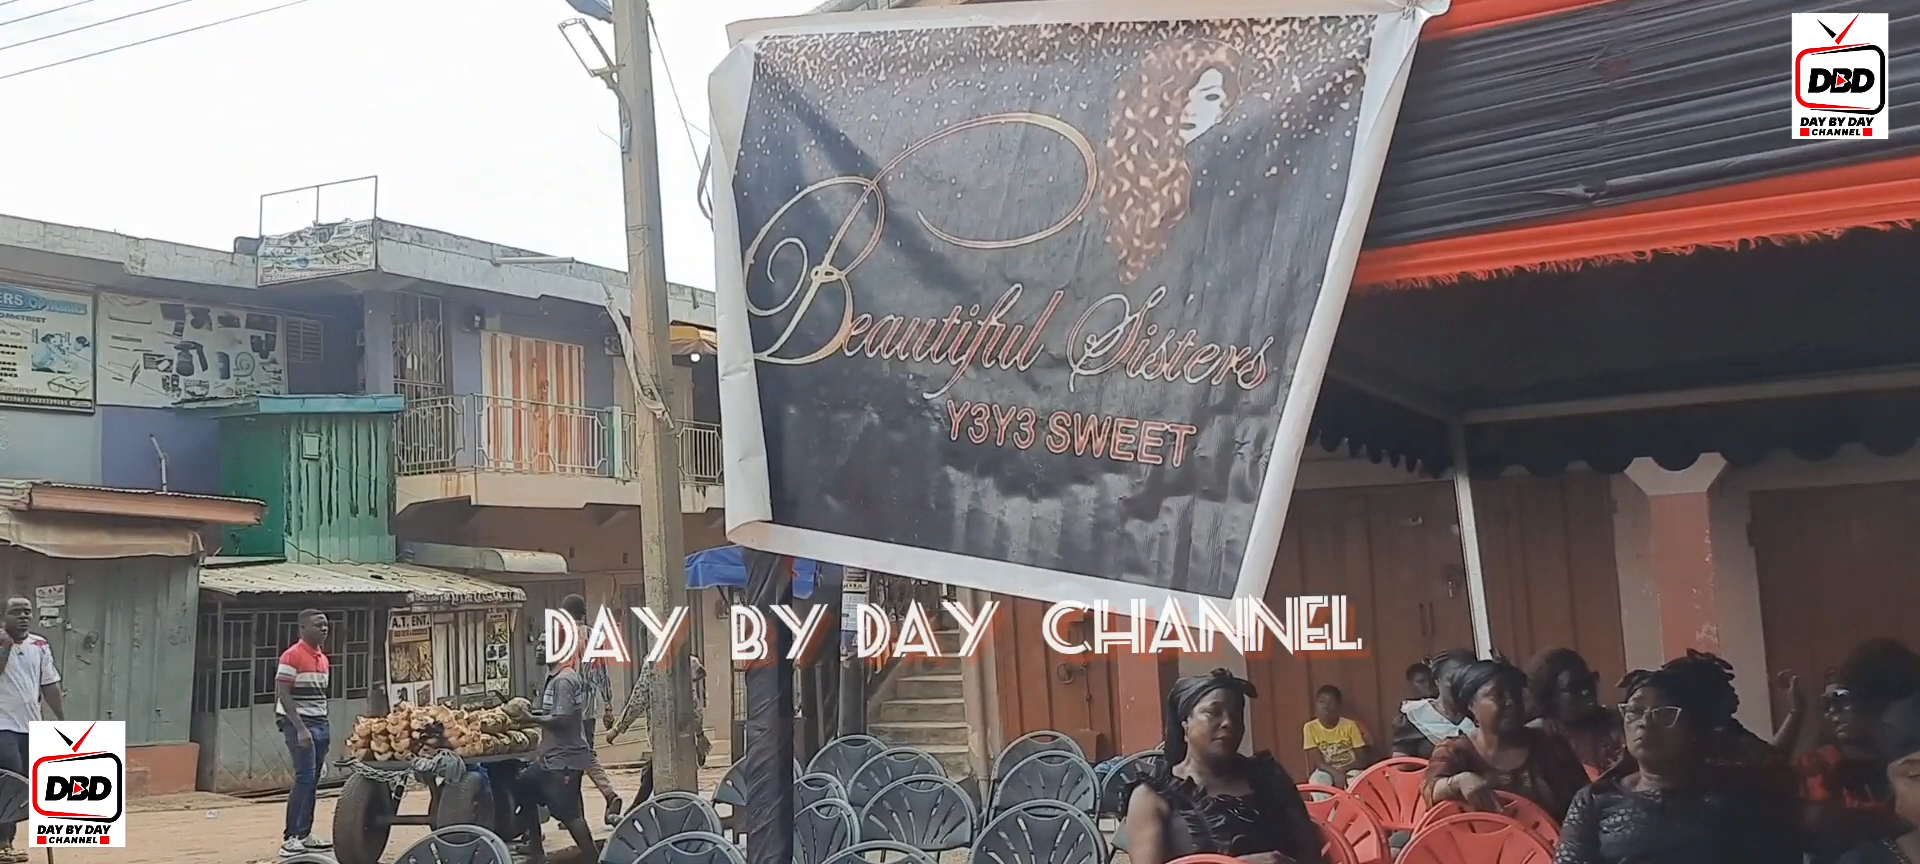 DBD
DAY BY DAY
CHANNEL
Beautiful Sisters
Y3Y3 SWEET
ERS
A.T. ENT.
DAY BY DAY CHANNEL
DBD
DAY BY DAY
CHANNEL